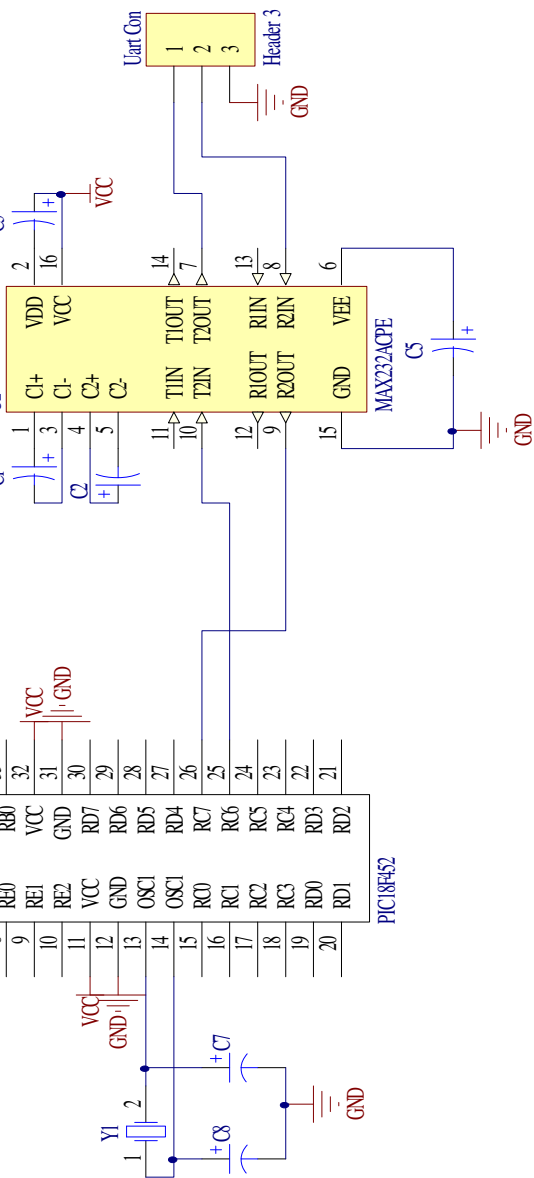 Uart Con
1
2
3
Header 3
GND
VCC
2
16
14
7
13
8
6
VDD
VCC
T1OUT
T2OUT
R1IN
R2IN
VEE
C1+
C1-
C2+
C2-
T1IN
T2IN
R1OUT
R2OUT
GND
1
3
4
5
11
10
12
9
15
MAX232ACPE
+
+
C2
+
C5
+
GND
VCC
GND
32
31
30
29
28
27
26
25
24
23
22
21
RB0
VCC
GND
RD7
RD6
RD5
RD4
RC7
RC6
RC5
RC4
RD3
RD2
RE0
RE1
RE2
VCC
GND
OSC1
OSC1
RC0
RC1
RC2
RC3
RD0
RD1
9
10
11
12
13
14
15
16
17
18
19
20
PIC18F452
VCC
GND
Y1
1
2
+
C7
+
C8
GND